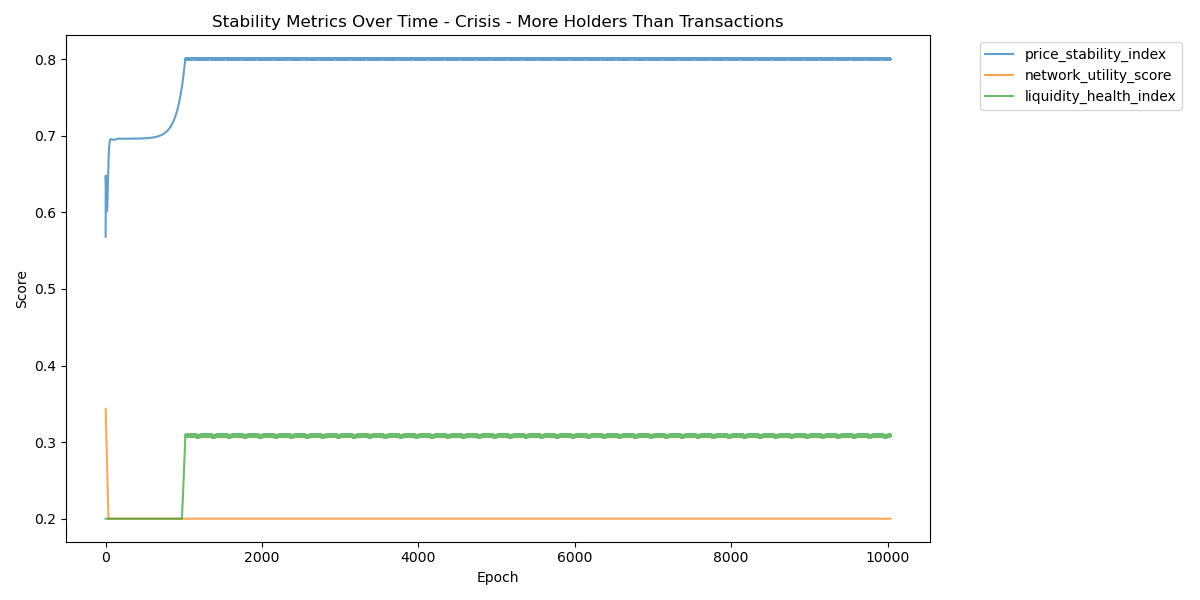 Stability Metrics Over Time - Crisis - More Holders Than Transactions
price_stability_index
network_utility_score
liquidity_health_index
Score
0.8
0.7
0.6
0.5
0.4
0.3
0.2
0
2000
4000
6000
8000
10000
Epoch